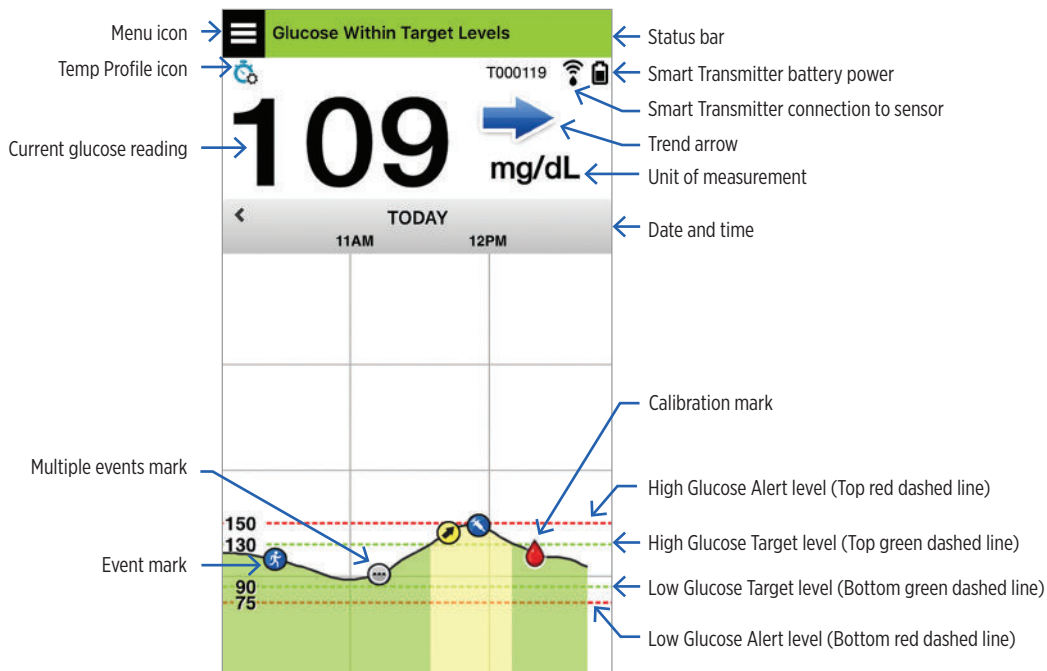 Menu icon
Glucose Within Target Levels
Status bar
Temp Profile icon
T000119
Smart Transmitter battery power
Smart Transmitter connection to sensor
109
Trend arrow
Current glucose reading
mg/dL
Unit of measurement
TODAY
Date and time
11AM
12PM
Calibration mark
Multiple events mark
High Glucose Alert level (Top red dashed line)
150
130
High Glucose Target level (Top green dashed line)
Event mark
90
Low Glucose Target level (Bottom green dashed line)
75
Low Glucose Alert level (Bottom red dashed line)